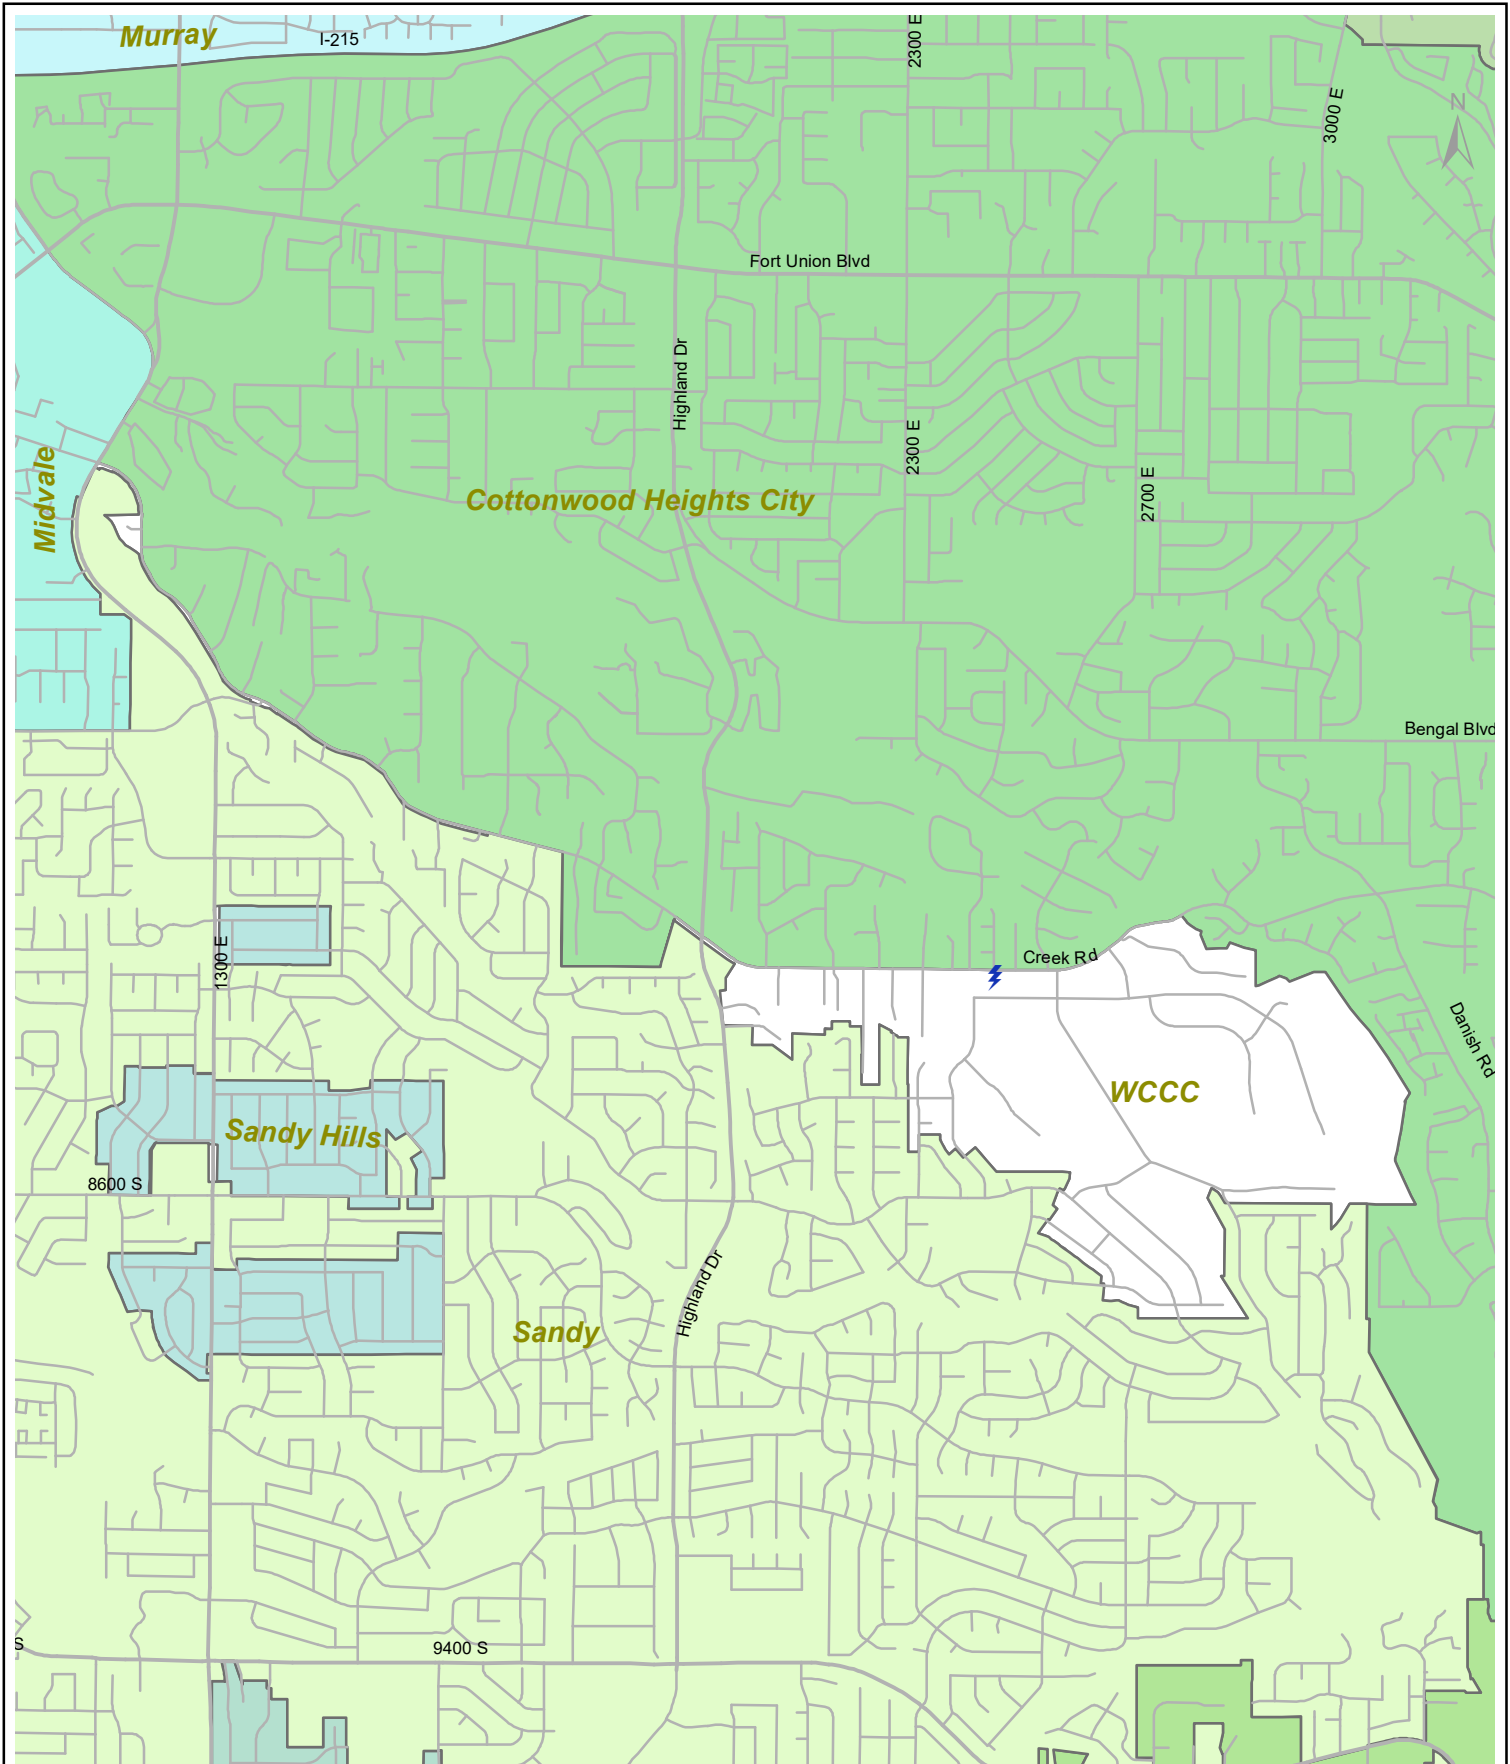 Murray
I-215
2300 E
3000 E
N
Fort Union Blvd
Highland Dr
2300 E
2700 E
Midvale
Cottonwood Heights City
Bengal Blvd
1300 E
Creek Rd
Danish Rd
WCCC
Sandy Hills
8600 S
Highland Dr
Sandy
9400 S
S